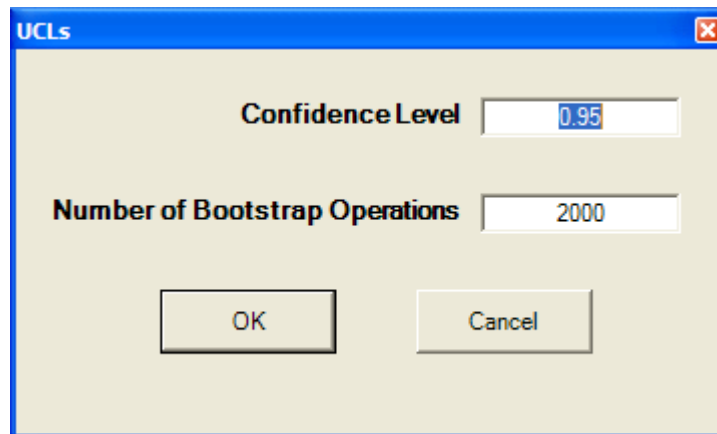 UCLs
Confidence Level 0.95
Number of Bootstrap Operations 2000
OK Cancel